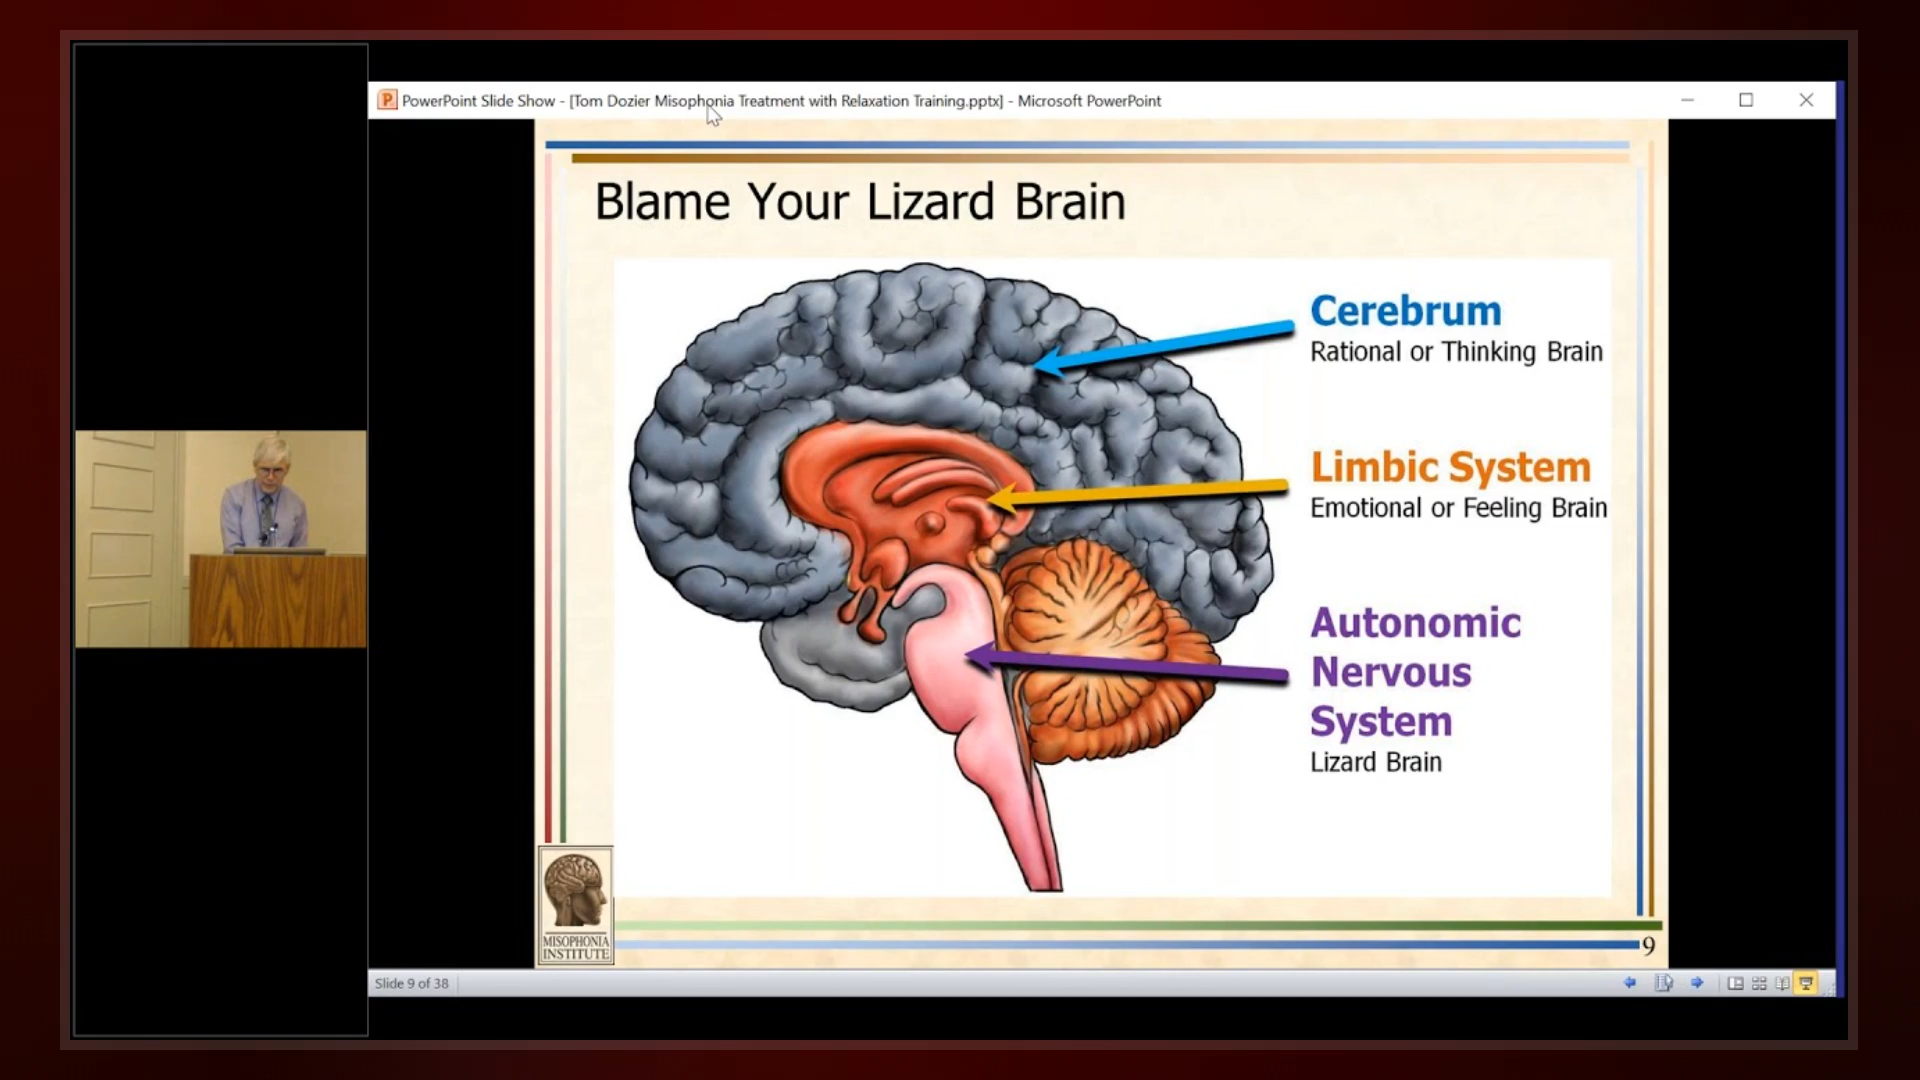 PowerPoint Slide Show - [Tom Dozier Misophonia Treatment with Relaxation Training.pptx] - Microsoft PowerPoint
Blame Your Lizard Brain
Cerebrum
Rational or Thinking Brain
Limbic System
Emotional or Feeling Brain
Autonomic
Nervous
System
Lizard Brain
MISOPHONIA
INSTITUTE
9
Slide 9 of 38